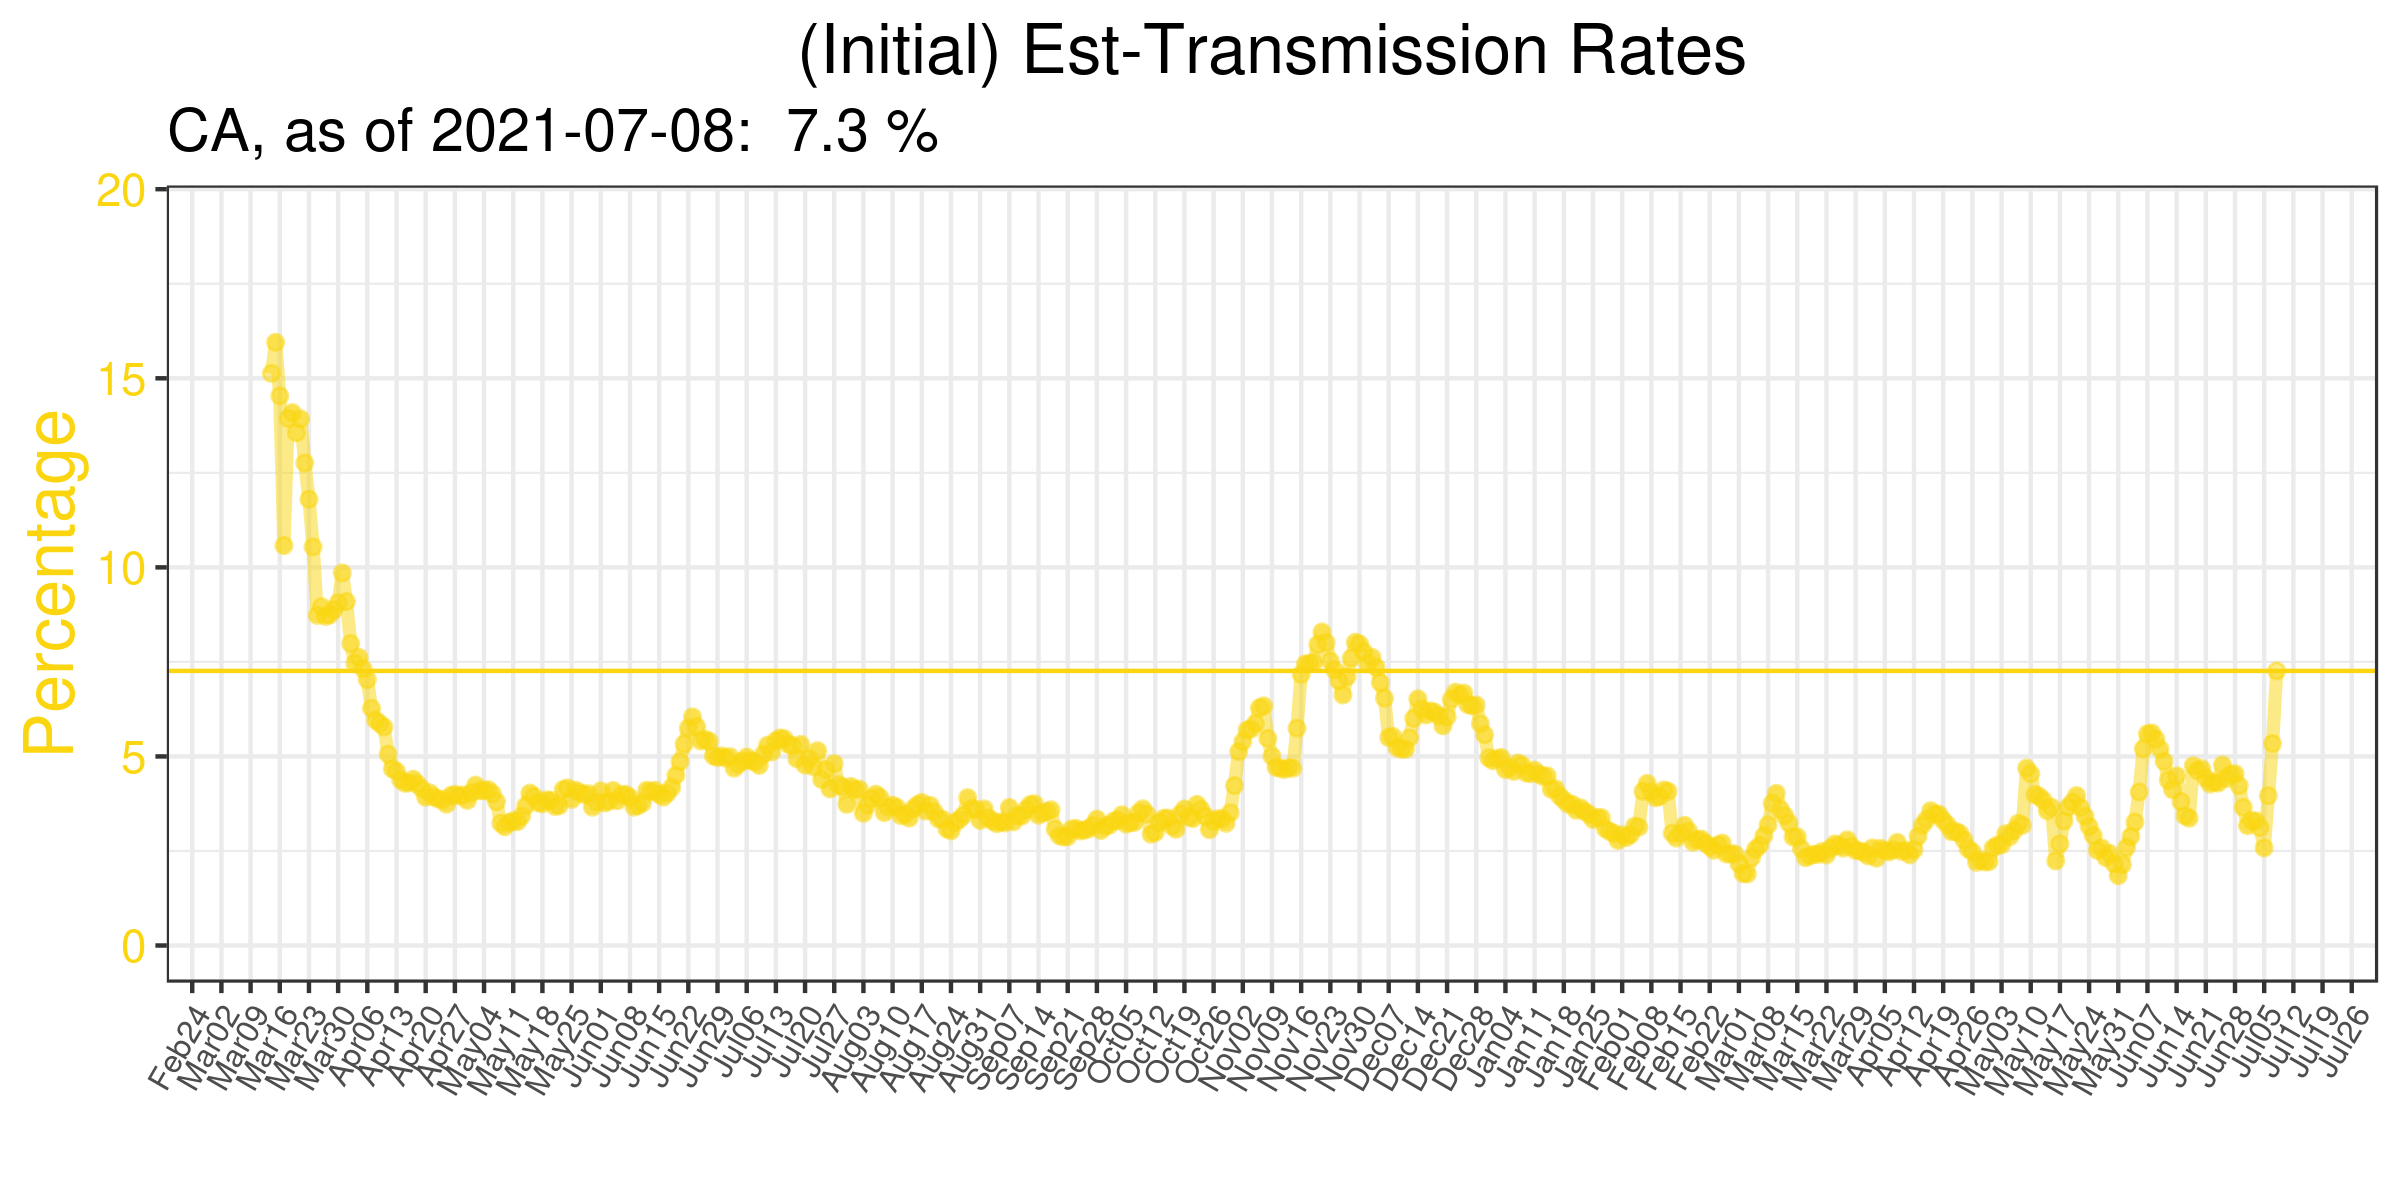 (Initial) Est-Transmission Rates
CA, as of 2021-07-08:  7.3 %
Percentage
20
15
10
5
0
Feb24
Mar02
Mar09
Mar16
Mar23
Mar30
Apr06
Apr13
Apr20
Apr27
May04
May11
May18
May25
Jun01
Jun08
Jun15
Jun22
Jun29
Jul06
Jul13
Jul20
Jul27
Aug03
Aug10
Aug17
Aug24
Aug31
Sep07
Sep14
Sep21
Sep28
Oct05
Oct12
Oct19
Oct26
Nov02
Nov09
Nov16
Nov23
Nov30
Dec07
Dec14
Dec21
Dec28
Jan04
Jan11
Jan18
Jan25
Feb01
Feb08
Feb15
Feb22
Mar01
Mar08
Mar15
Mar22
Mar29
Apr05
Apr12
Apr19
Apr26
May03
May10
May17
May24
May31
Jun07
Jun14
Jun21
Jun28
Jul05
Jul12
Jul19
Jul26